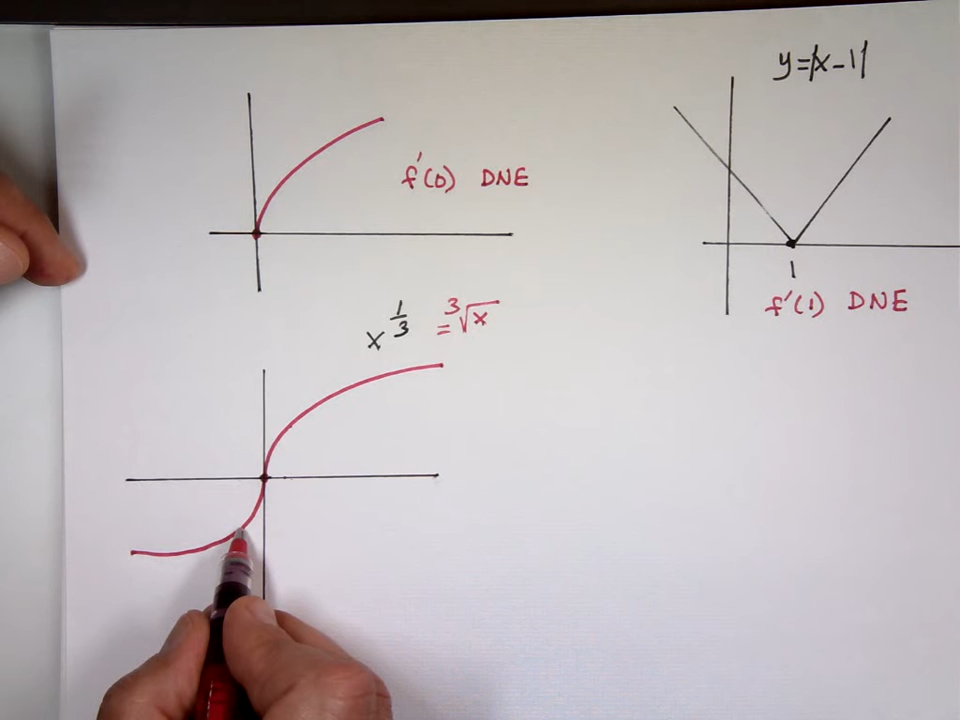 y=|x-1|
f'(0) DNE
1
f'(1) DNE
x^{1/3} = ∛x